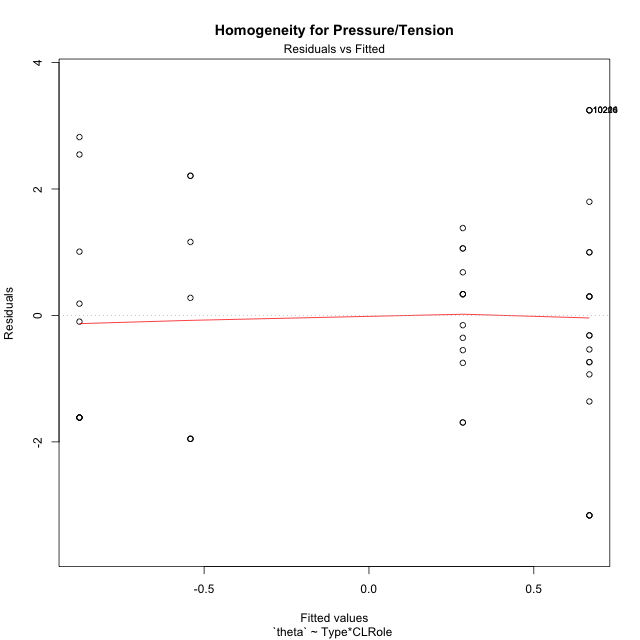 Homogeneity for Pressure/Tension
Residuals vs Fitted
4
2
0
-2
Residuals
-0.5
0.0
0.5
Fitted values
`theta` ~ Type*CLRole